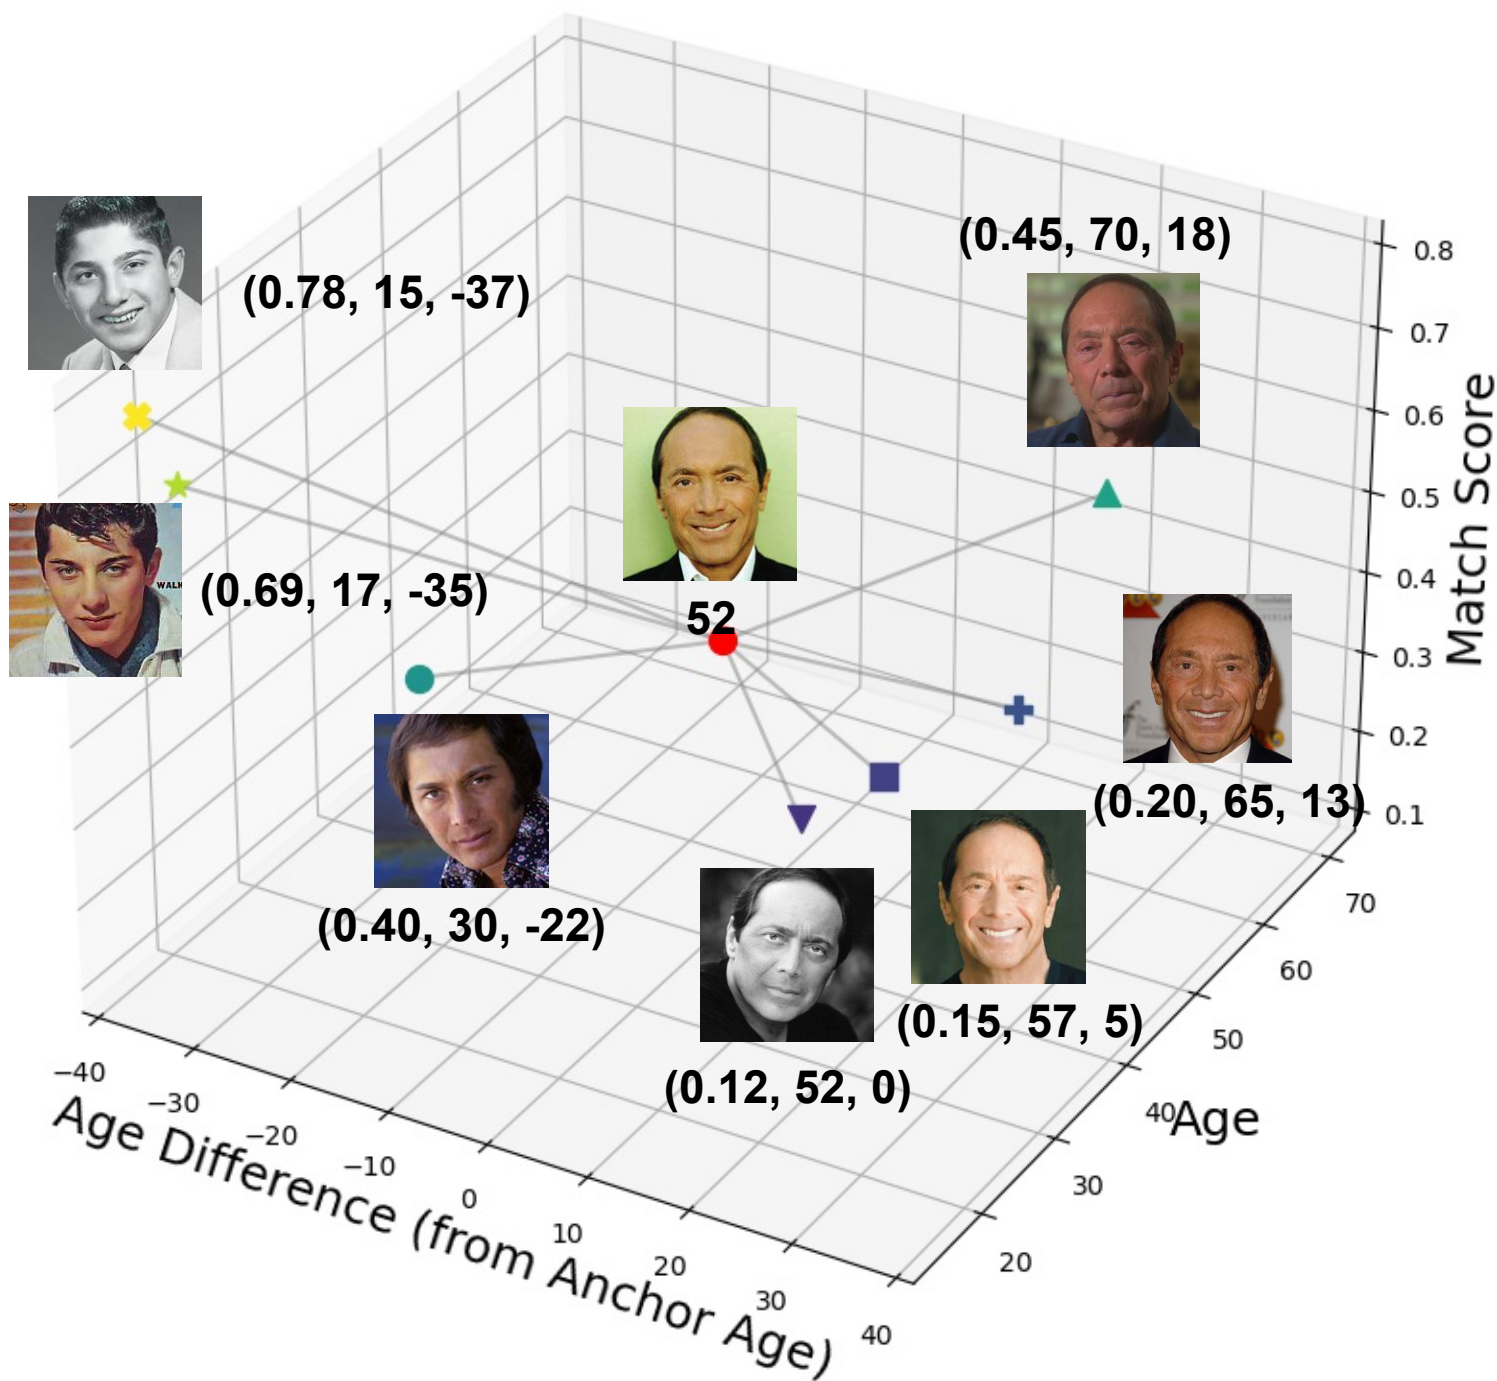 (0.45, 70, 18)
0.8
(0.78, 15, -37)
0.7
0.6
0.5
WALK
(0.69, 17, -35)
52
0.4
0.3
0.2
Match Score
(0.20, 65, 13)
0.1
(0.40, 30, -22)
(0.15, 57, 5)
(0.12, 52, 0)
70
60
50
40
30
20
Age
−40
−30
−20
−10
0
10
20
30
40
Age Difference (from Anchor Age)